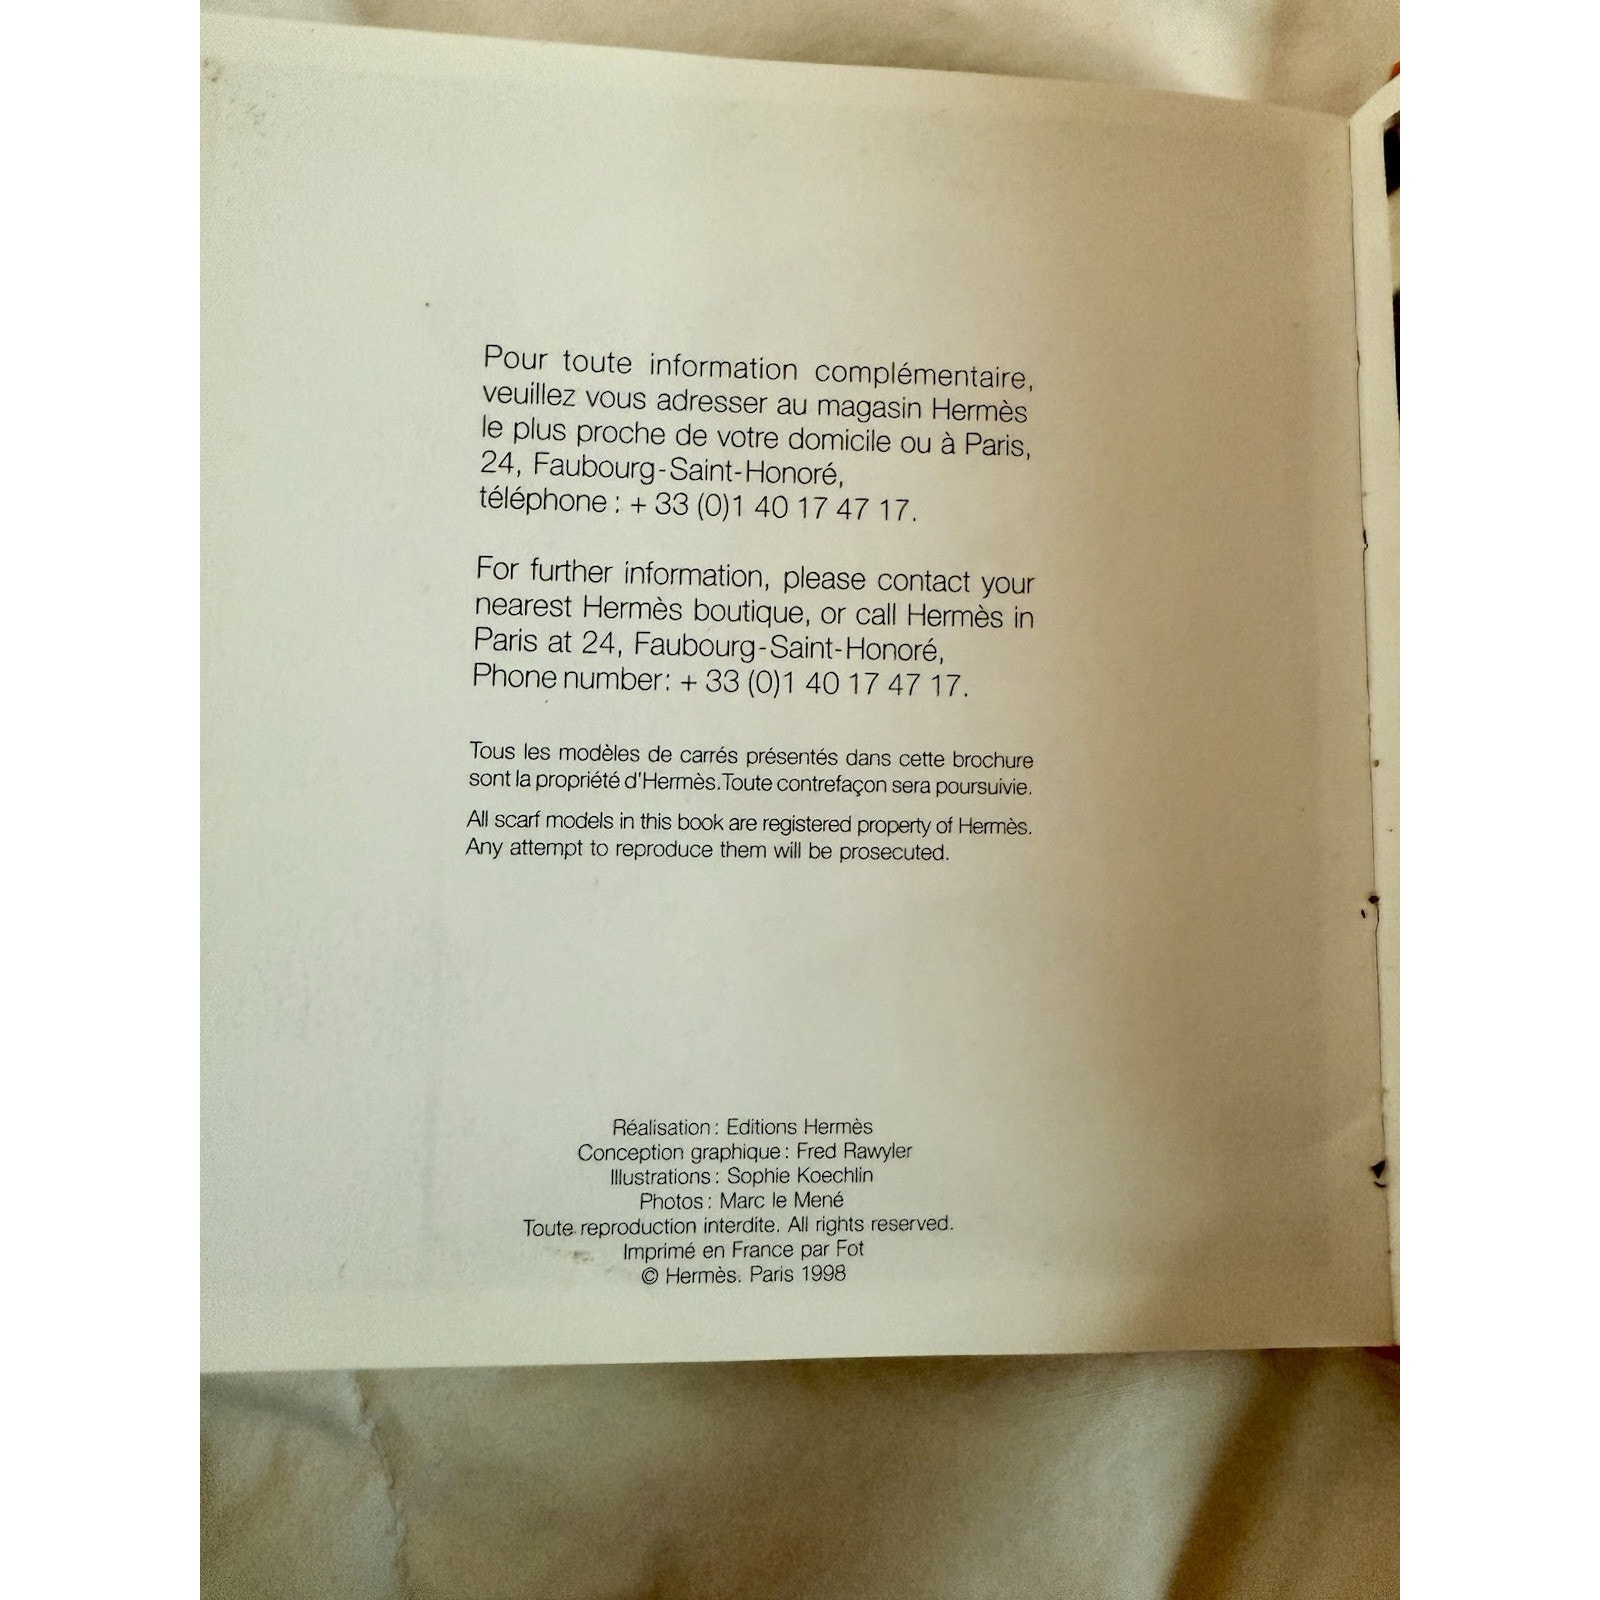 Pour toute information complémentaire,
veuillez vous adresser au magasin Hermès
le plus proche de votre domicile ou à Paris,
24, Faubourg-Saint-Honoré,
téléphone : + 33 (0)1 40 17 47 17.
For further information, please contact your
nearest Hermès boutique, or call Hermès in
Paris at 24, Faubourg-Saint-Honoré,
Phone number: + 33 (0)1 40 17 47 17.
Tous les modèles de carrés présentés dans cette brochure
sont la propriété d'Hermès. Toute contrefaçon sera poursuivie.
All scarf models in this book are registered property of Hermès.
Any attempt to reproduce them will be prosecuted.
Réalisation : Editions Hermès
Conception graphique : Fred Rawyler
Illustrations : Sophie Koechlin
Photos : Marc le Mené
Toute reproduction interdite. All rights reserved.
Imprimé en France par Fot
© Hermès. Paris 1998